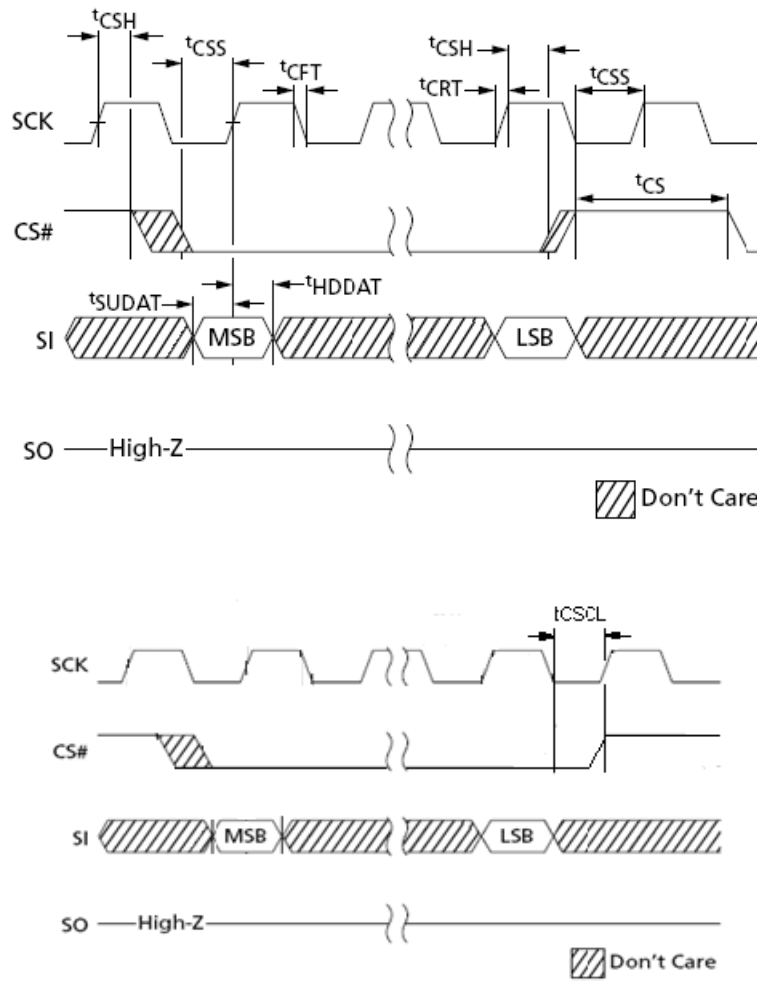 tCSH
tCSS
tCFT
tCSH
tCRT
tCSS
SCK
tCS
CS#
tSUDAT
tHDDAT
SI
MSB
LSB
SO
High-Z
Don't Care
tCSCL
SCK
CS#
SI
MSB
LSB
SO
High-Z
Don't Care